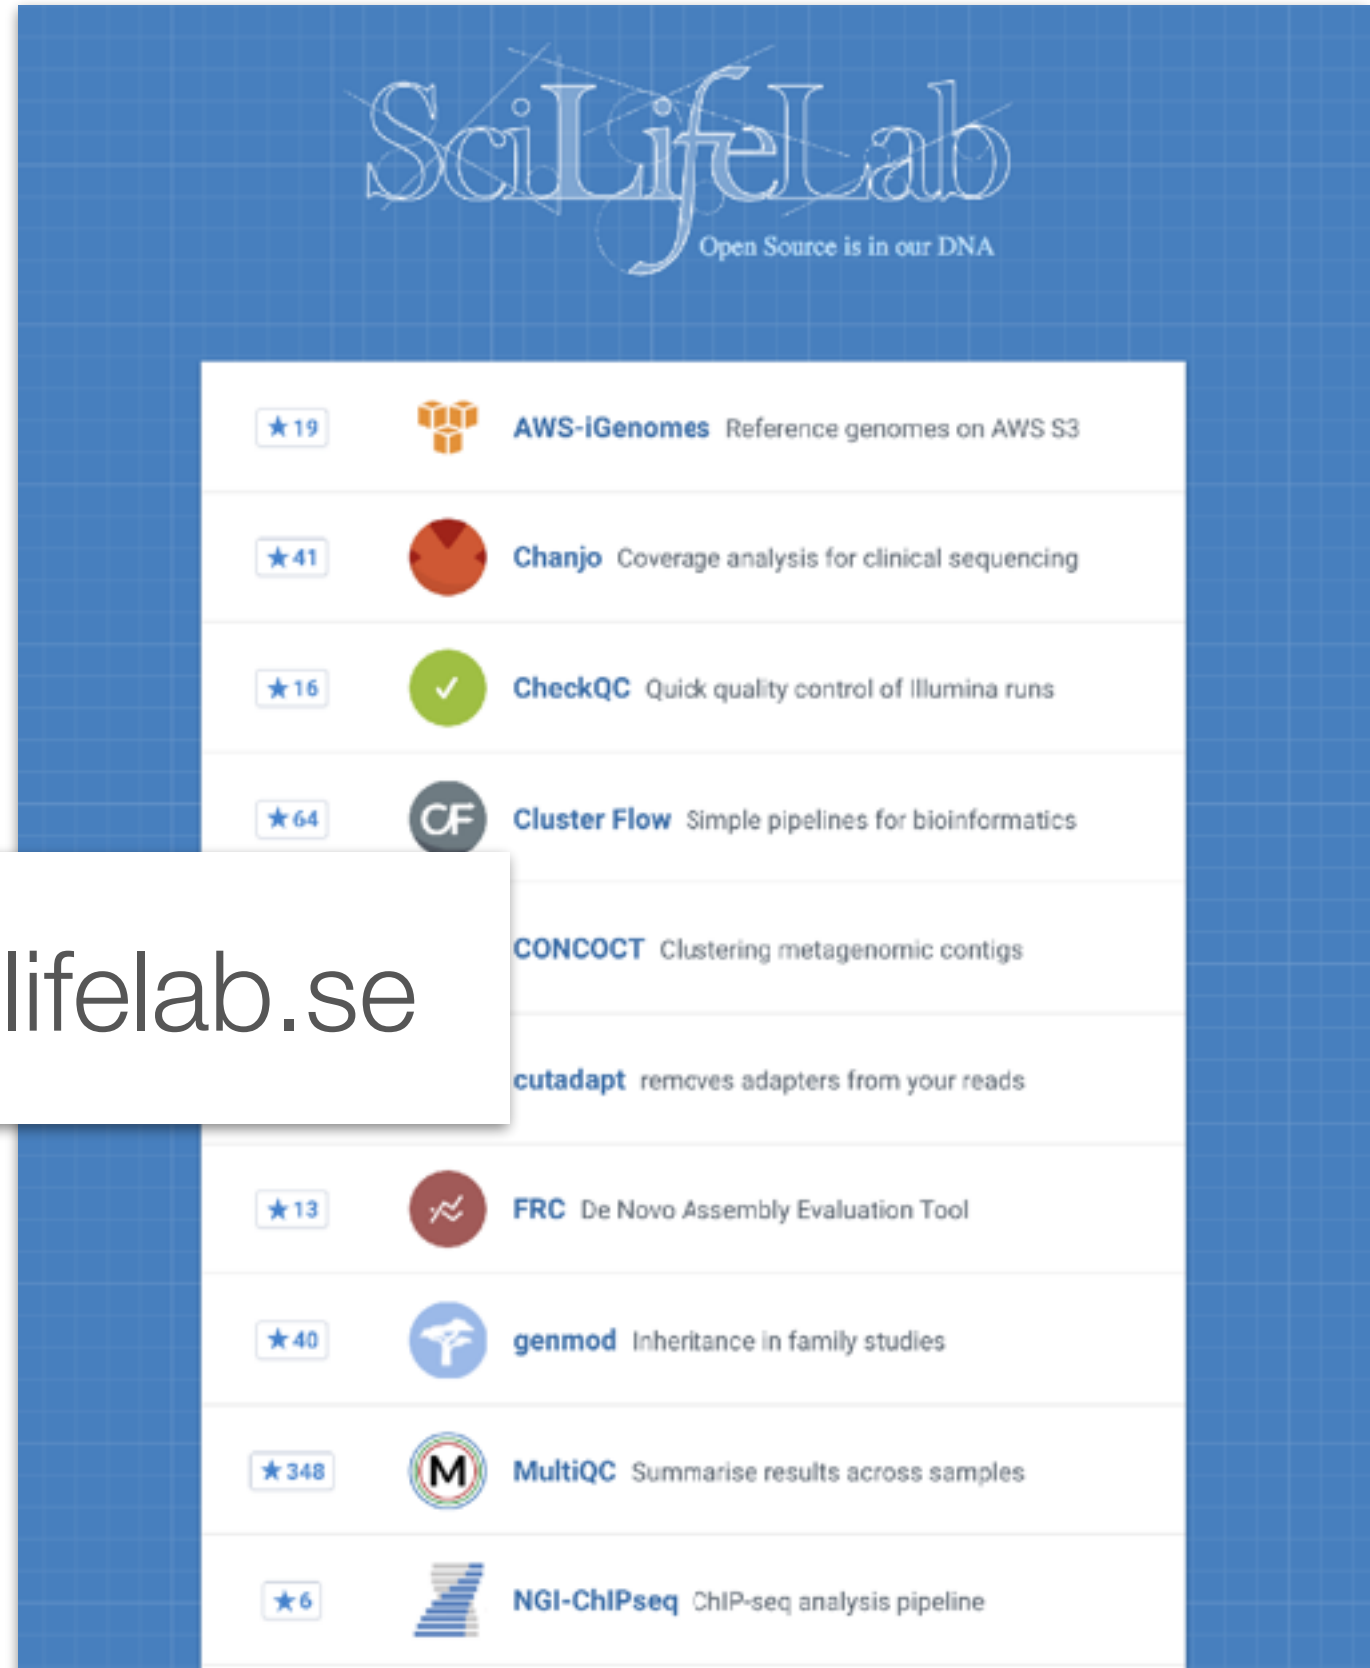 SciLifeLab
Open Source is in our DNA
★ 19 AWS-iGenomes Reference genomes on AWS S3
★ 41 Chanjo Coverage analysis for clinical sequencing
★ 16 CheckQC Quick quality control of Illumina runs
★ 64 CF Cluster Flow Simple pipelines for bioinformatics
CONCOCT Clustering metagenomic contigs
lifelab.se
cutadapt removes adapters from your reads
★ 13 FRC De Novo Assembly Evaluation Tool
★ 40 genmod Inheritance in family studies
★ 348 M MultiQC Summarise results across samples
★ 6 NGI-ChIPseq ChIP-seq analysis pipeline